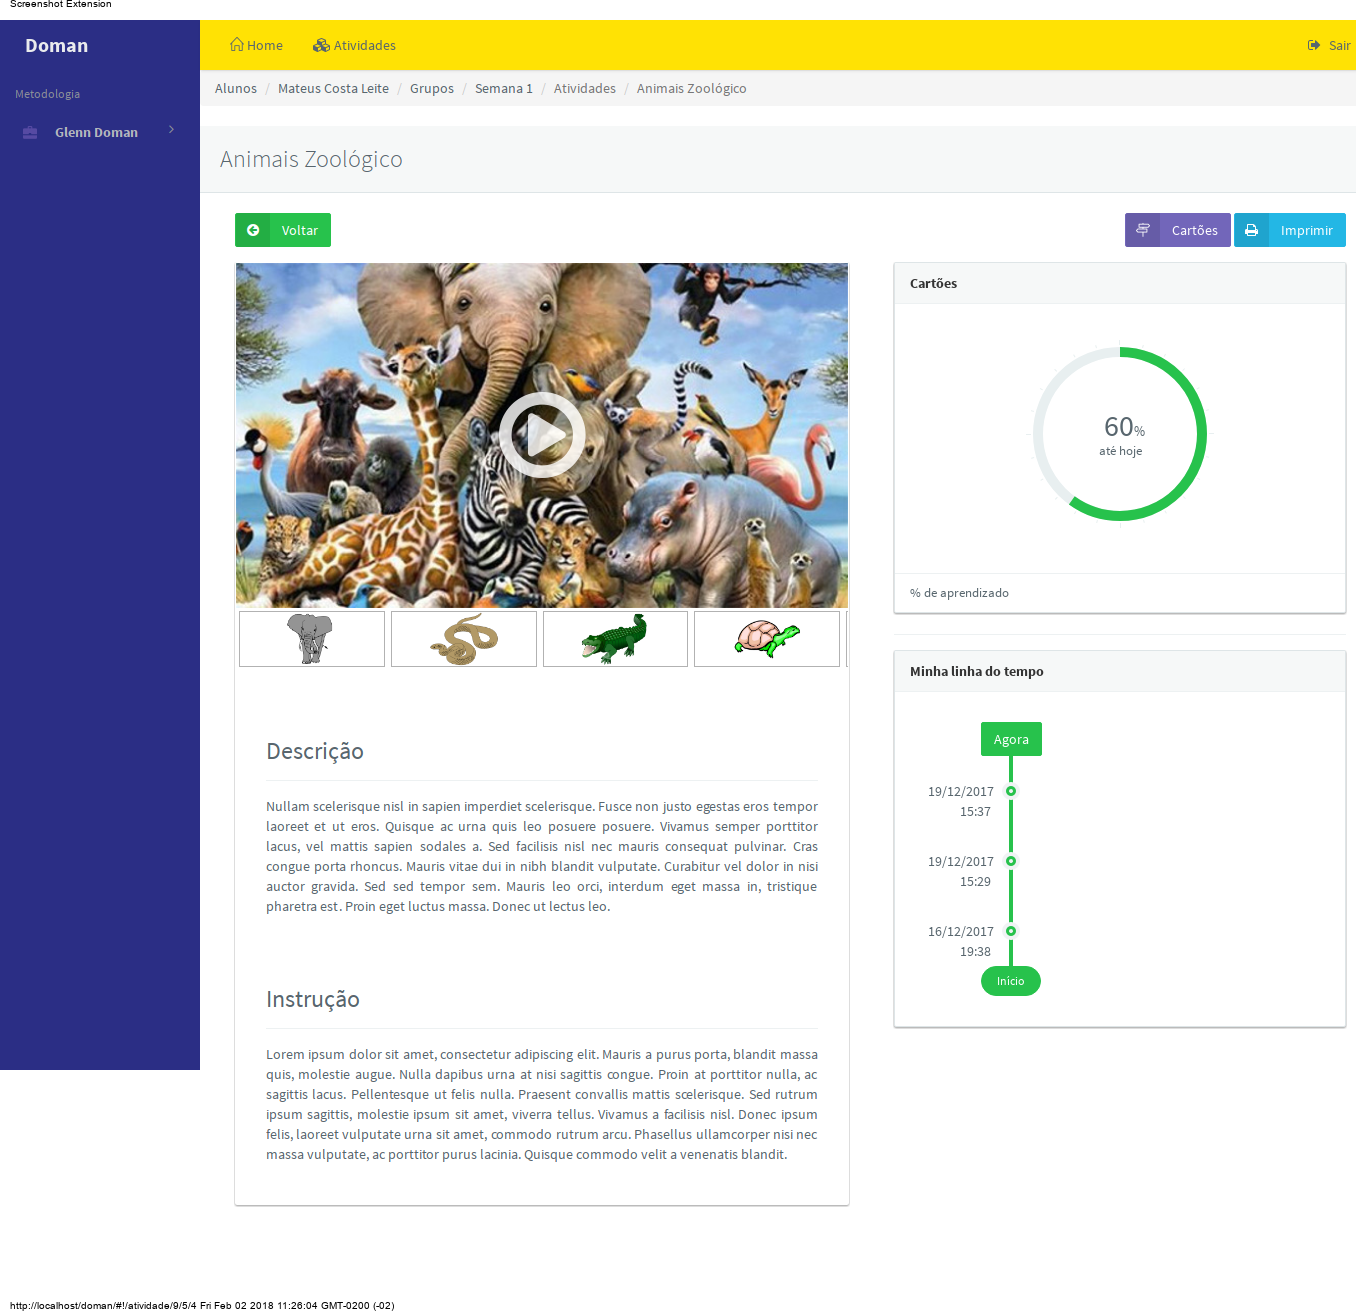 Screenshot Extension
Doman
Home
Atividades
Sair
Metodologia
Glenn Doman
Alunos / Mateus Costa Leite / Grupos / Semana 1 / Atividades / Animais Zoológico
Animais Zoológico
Voltar
Cartões
Imprimir
Descrição
Nullam scelerisque nisl in sapien imperdiet scelerisque. Fusce non justo egestas eros tempor
laoreet et ut eros. Quisque ac urna quis leo posuere posuere. Vivamus semper porttitor
lacus, vel mattis sapien sodales a. Sed facilisis nisl nec mauris consequat pulvinar. Cras
congue porta rhoncus. Mauris vitae dui in nibh blandit vulputate. Curabitur vel dolor in nisi
auctor gravida. Sed sed tempor sem. Mauris leo orci, interdum eget massa in, tristique
pharetra est. Proin eget luctus massa. Donec ut lectus leo.
Instrução
Lorem ipsum dolor sit amet, consectetur adipiscing elit. Mauris a purus porta, blandit massa
quis, molestie augue. Nulla dapibus urna at nisi sagittis congue. Proin at porttitor nulla, ac
sagittis lacus. Pellentesque ut felis nulla. Praesent convallis mattis scelerisque. Sed rutrum
ipsum sagittis, molestie ipsum sit amet, viverra tellus. Vivamus a facilisis nisl. Donec ipsum
felis, laoreet vulputate urna sit amet, commodo rutrum arcu. Phasellus ullamcorper nisi nec
massa vulputate, ac porttitor purus lacinia. Quisque commodo velit a venenatis blandit.
Cartões
60%
até hoje
% de aprendizado
Minha linha do tempo
Agora
19/12/2017
15:37
19/12/2017
15:29
16/12/2017
19:38
Início
http://localhost/doman/#!/atividade/9/5/4 Fri Feb 02 2018 11:26:04 GMT-0200 (-02)